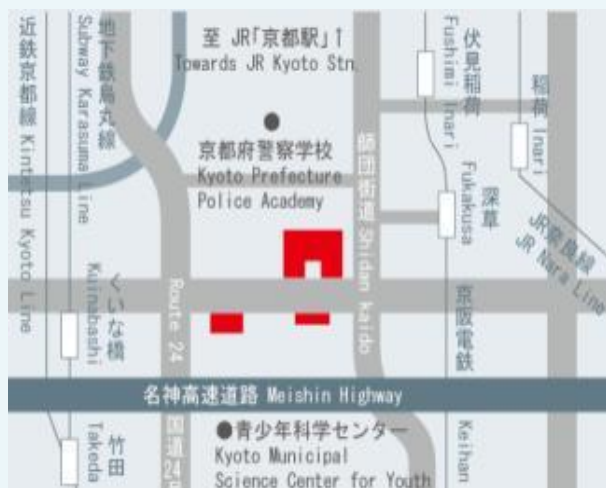 至 JR「京都駅」↑
Towards JR Kyoto Stn.
近鉄京都線 Kintetsu Kyoto Line
地下鉄烏丸線
Subway Karasuma Line
京都府警察学校
Kyoto Prefecture
Police Academy
師団街道 Shidan Kaido
伏見稲荷
Fushimi Inari
稲荷 Inari
深草
Fukakusa
JR奈良線
JR Nara Line
くいな橋
Kuinabashi
Route 24
京阪電鉄
Keihan
名神高速道路 Meishin Highway
竹田
Takeda
国道24号
●青少年科学センター
Kyoto Municipal
Science Center for Youth